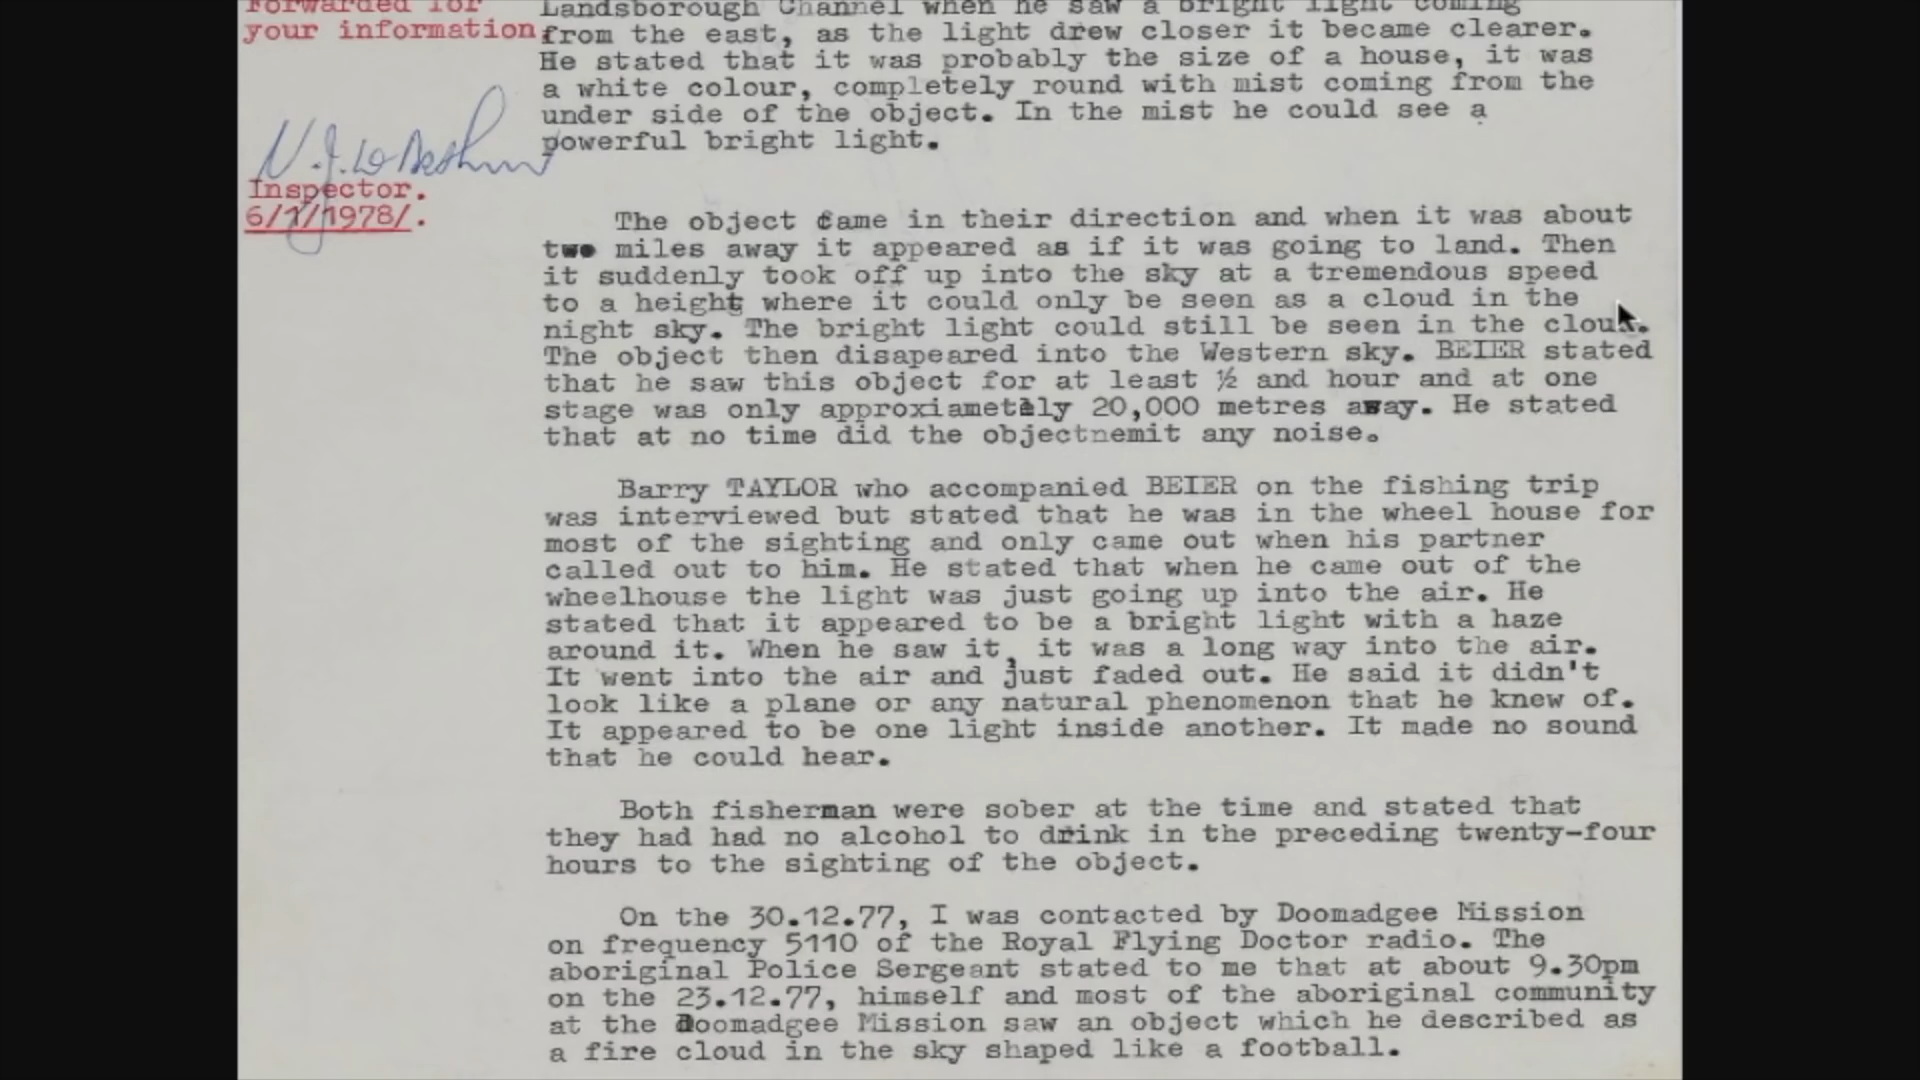 Forwarded for
your information
Inspector.
6/1/1978/.
Landsborough Channel when he saw a bright light coming
from the east, as the light drew closer it became clearer.
He stated that it was probably the size of a house, it was
a white colour, completely round with mist coming from the
under side of the object. In the mist he could see a
powerful bright light.
The object came in their direction and when it was about
two miles away it appeared as if it was going to land. Then
it suddenly took off up into the sky at a tremendous speed
to a height where it could only be seen as a cloud in the
night sky. The bright light could still be seen in the cloud.
The object then disapeared into the Western sky. BEIER stated
that he saw this object for at least ½ and hour and at one
stage was only approxiametely 20,000 metres away. He stated
that at no time did the objectnemit any noise.
Barry TAYLOR who accompanied BEIER on the fishing trip
was interviewed but stated that he was in the wheel house for
most of the sighting and only came out when his partner
called out to him. He stated that when he came out of the
wheelhouse the light was just going up into the air. He
stated that it appeared to be a bright light with a haze
around it. When he saw it, it was a long way into the air.
It went into the air and just faded out. He said it didn't
look like a plane or any natural phenomenon that he knew of.
It appeared to be one light inside another. It made no sound
that he could hear.
Both fisherman were sober at the time and stated that
they had had no alcohol to drink in the preceding twenty-four
hours to the sighting of the object.
On the 30.12.77, I was contacted by Doomadgee Mission
on frequency 5110 of the Royal Flying Doctor radio. The
aboriginal Police Sergeant stated to me that at about 9.30pm
on the 23.12.77, himself and most of the aboriginal community
at the Doomadgee Mission saw an object which he described as
a fire cloud in the sky shaped like a football.